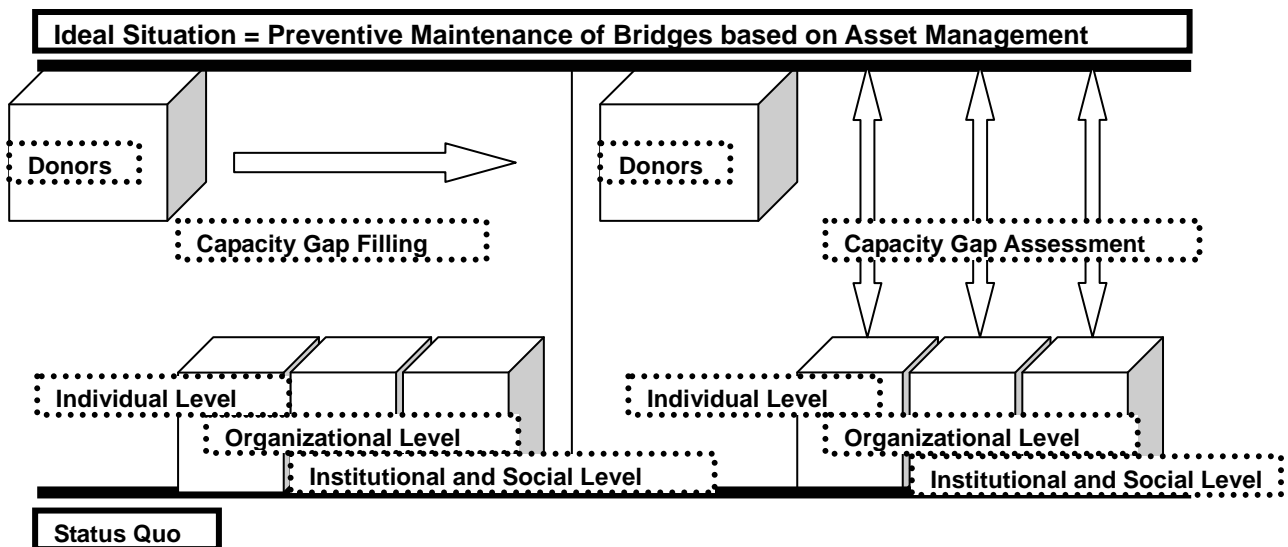 Ideal Situation = Preventive Maintenance of Bridges based on Asset Management
Donors
Capacity Gap Filling
Individual Level
Organizational Level
Institutional and Social Level
Donors
Capacity Gap Assessment
Individual Level
Organizational Level
Institutional and Social Level
Status Quo